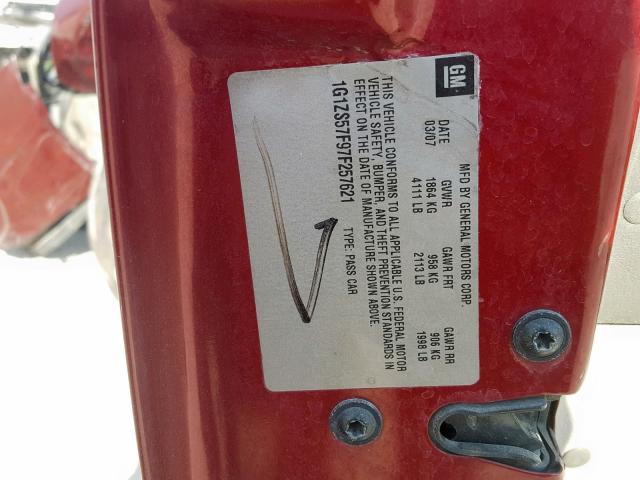 GM
MFD BY GENERAL MOTORS CORP.
DATE GVWR GAWR FRT GAWR RR
03/07 1864 KG 958 KG 906 KG
4111 LB 2113 LB 1998 LB
THIS VEHICLE CONFORMS TO ALL APPLICABLE U.S. FEDERAL MOTOR
VEHICLE SAFETY, BUMPER, AND THEFT PREVENTION STANDARDS IN
EFFECT ON THE DATE OF MANUFACTURE SHOWN ABOVE.
1G1ZS57F97F257621 TYPE: PASS CAR